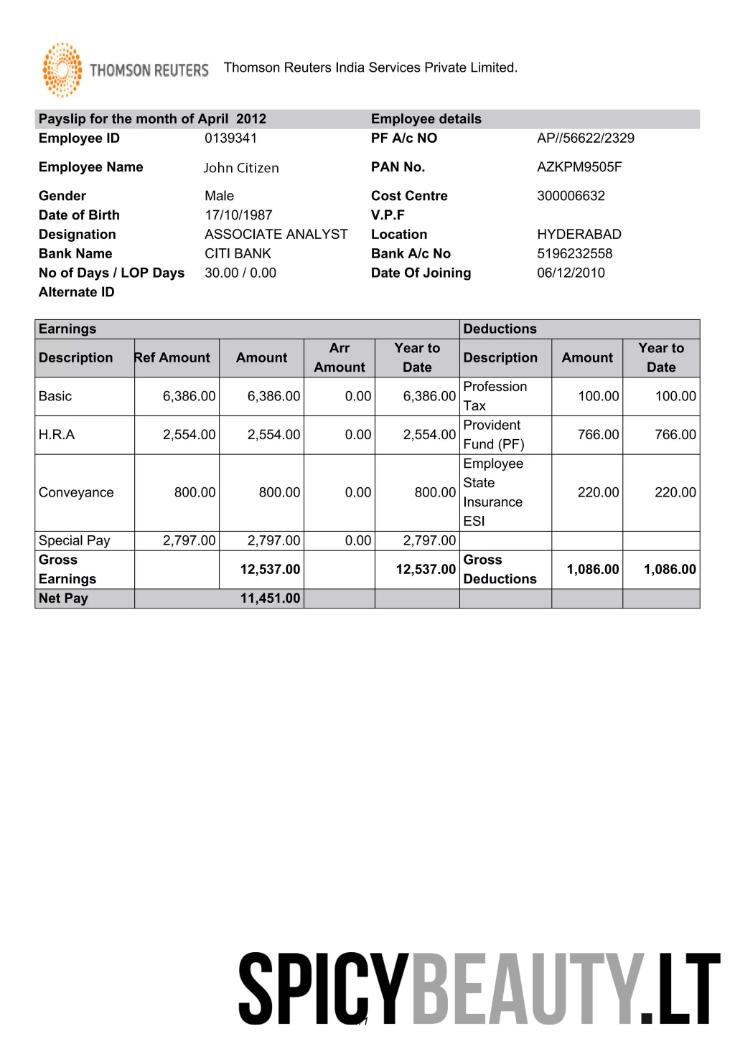 THOMSON REUTERS Thomson Reuters India Services Private Limited.
Payslip for the month of April 2012 Employee details
Employee ID 0139341 PF A/c NO AP//56622/2329
Employee Name John Citizen PAN No. AZKPM9505F
Gender Male Cost Centre 300006632
Date of Birth 17/10/1987 V.P.F
Designation ASSOCIATE ANALYST Location HYDERABAD
Bank Name CITI BANK Bank A/c No 5196232558
No of Days / LOP Days 30.00 / 0.00 Date Of Joining 06/12/2010
Alternate ID
Earnings Deductions
Description Ref Amount Amount Arr Amount Year to Date Description Amount Year to Date
Basic 6,386.00 6,386.00 0.00 6,386.00 Profession Tax 100.00 100.00
H.R.A 2,554.00 2,554.00 0.00 2,554.00 Provident Fund (PF) 766.00 766.00
Conveyance 800.00 800.00 0.00 800.00 Employee State Insurance ESI 220.00 220.00
Special Pay 2,797.00 2,797.00 0.00 2,797.00
Gross Earnings 12,537.00 12,537.00 Gross Deductions 1,086.00 1,086.00
Net Pay 11,451.00
SPICYBEAUTY.LT